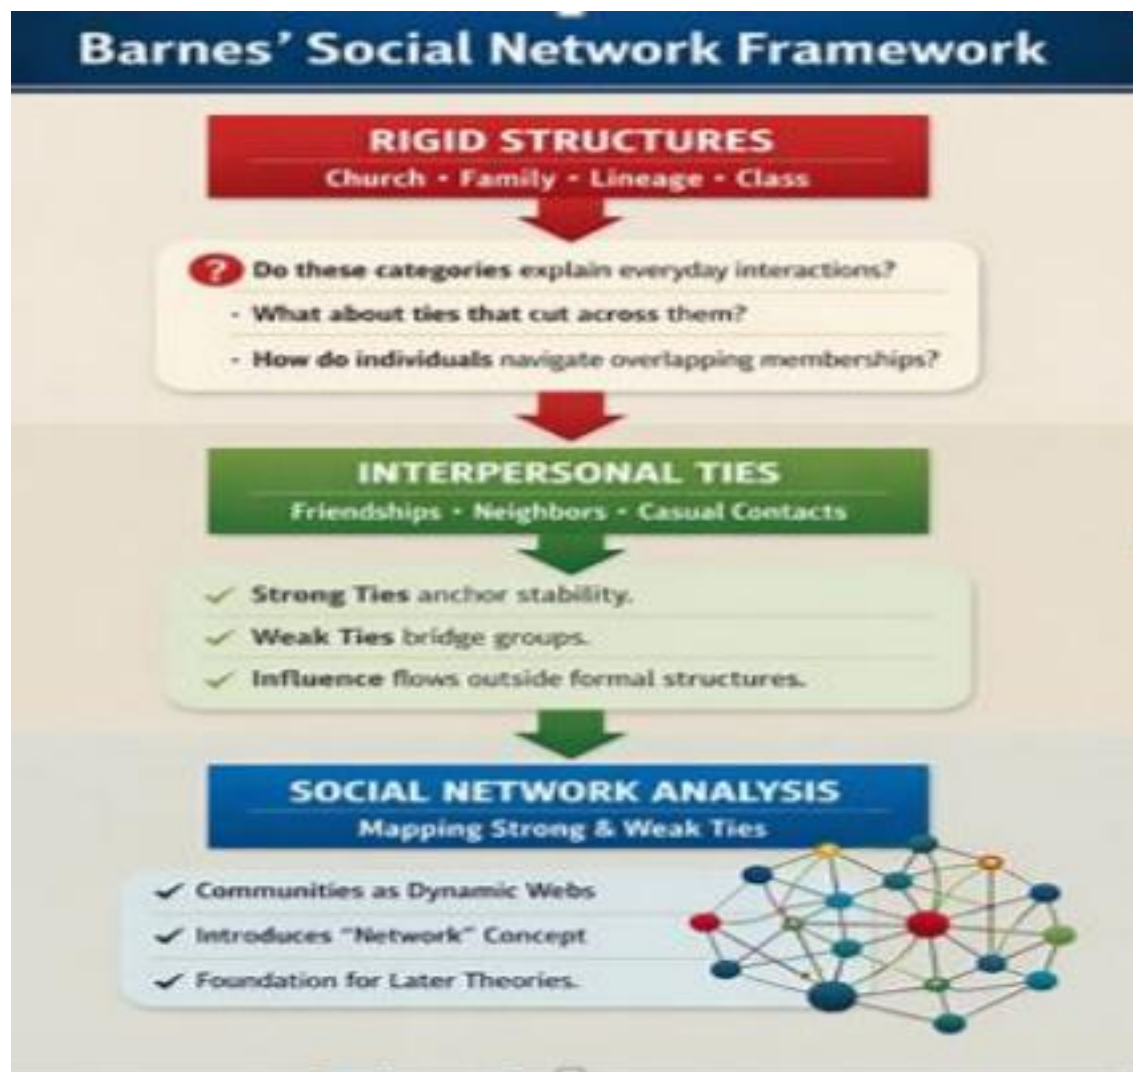 Barnes' Social Network Framework
RIGID STRUCTURES
Church • Family • Lineage • Class
? Do these categories explain everyday interactions?
• What about ties that cut across them?
• How do individuals navigate overlapping memberships?
INTERPERSONAL TIES
Friendships • Neighbors • Casual Contacts
✓ Strong Ties anchor stability.
✓ Weak Ties bridge groups.
✓ Influence flows outside formal structures.
SOCIAL NETWORK ANALYSIS
Mapping Strong & Weak Ties
✓ Communities as Dynamic Webs
✓ Introduces "Network" Concept
✓ Foundation for Later Theories.